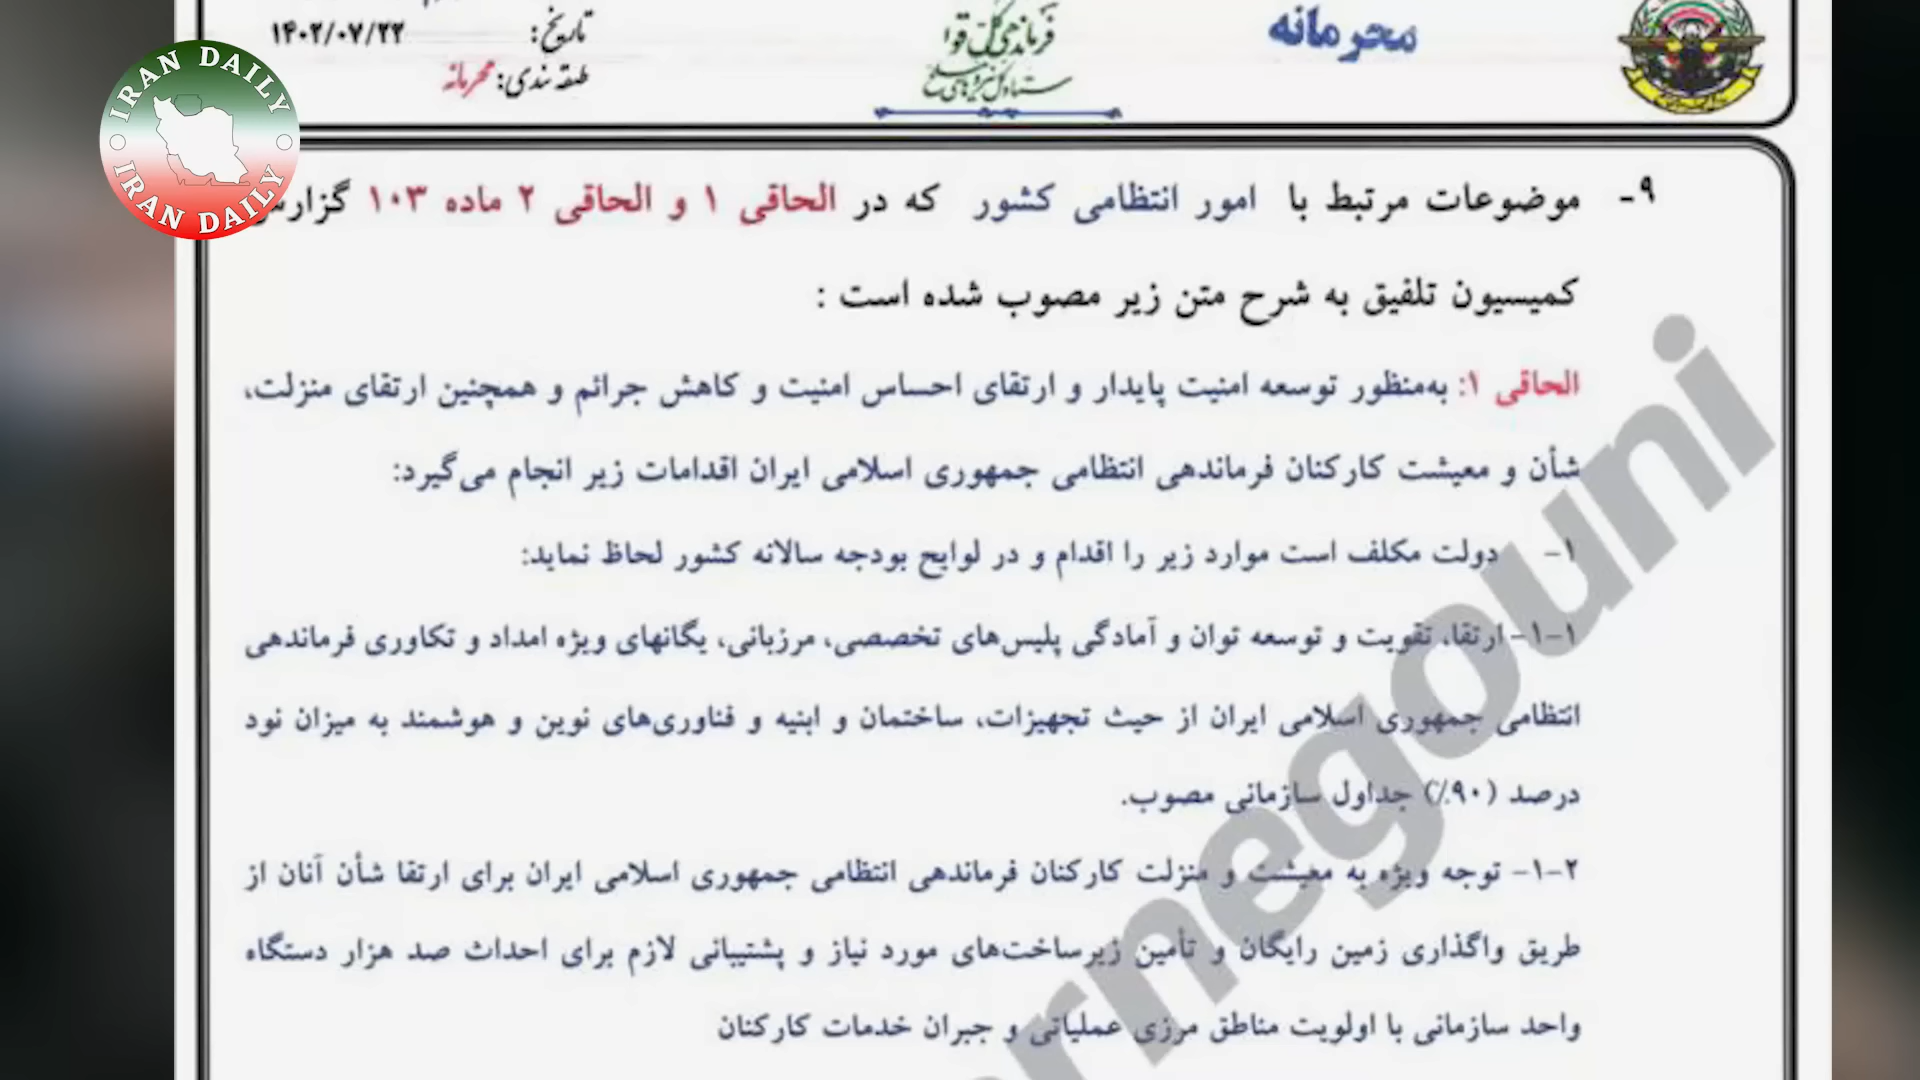 تاریخ: ۱۴۰۲/۰۷/۲۲
طبقه بندی: محرمانه
فرماندهی کل قوا
ستاد کل نیروهای مسلح
محرمانه
IRAN DAILY
IRAN DAILY
۹- موضوعات مرتبط با امور انتظامی کشور که در الحاقی ۱ و الحاقی ۲ ماده ۱۰۳ گزارش
کمیسیون تلفیق به شرح متن زیر مصوب شده است :
الحاقی ۱: به‌منظور توسعه امنیت پایدار و ارتقای احساس امنیت و کاهش جرائم و همچنین ارتقای منزلت،
شأن و معیشت کارکنان فرماندهی انتظامی جمهوری اسلامی ایران اقدامات زیر انجام می‌گیرد:
۱- دولت مکلف است موارد زیر را اقدام و در لوایح بودجه سالانه کشور لحاظ نماید:
۱-۱- ارتقا، تقویت و توسعه توان و آمادگی پلیس‌های تخصصی، مرزبانی، یگانهای ویژه امداد و تکاوری فرماندهی
انتظامی جمهوری اسلامی ایران از حیث تجهیزات، ساختمان و ابنیه و فناوری‌های نوین و هوشمند به میزان نود
درصد (۹۰٪) جداول سازمانی مصوب.
۱-۲- توجه ویژه به معیشت و منزلت کارکنان فرماندهی انتظامی جمهوری اسلامی ایران برای ارتقا شأن آنان از
طریق واگذاری زمین رایگان و تأمین زیرساخت‌های مورد نیاز و پشتیبانی لازم برای احداث صد هزار دستگاه
واحد سازمانی با اولویت مناطق مرزی عملیاتی و جبران خدمات کارکنان
ernegouni